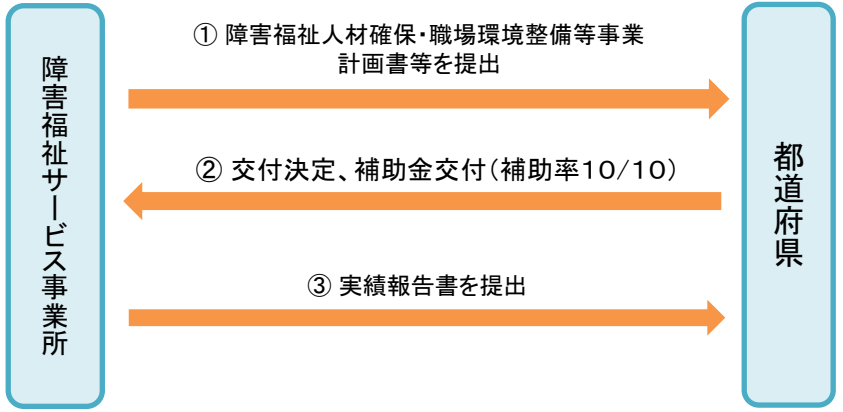 障害福祉サービス事業所
① 障害福祉人材確保・職場環境整備等事業
計画書等を提出
② 交付決定、補助金交付（補助率１０/１０）
③ 実績報告書を提出
都道府県